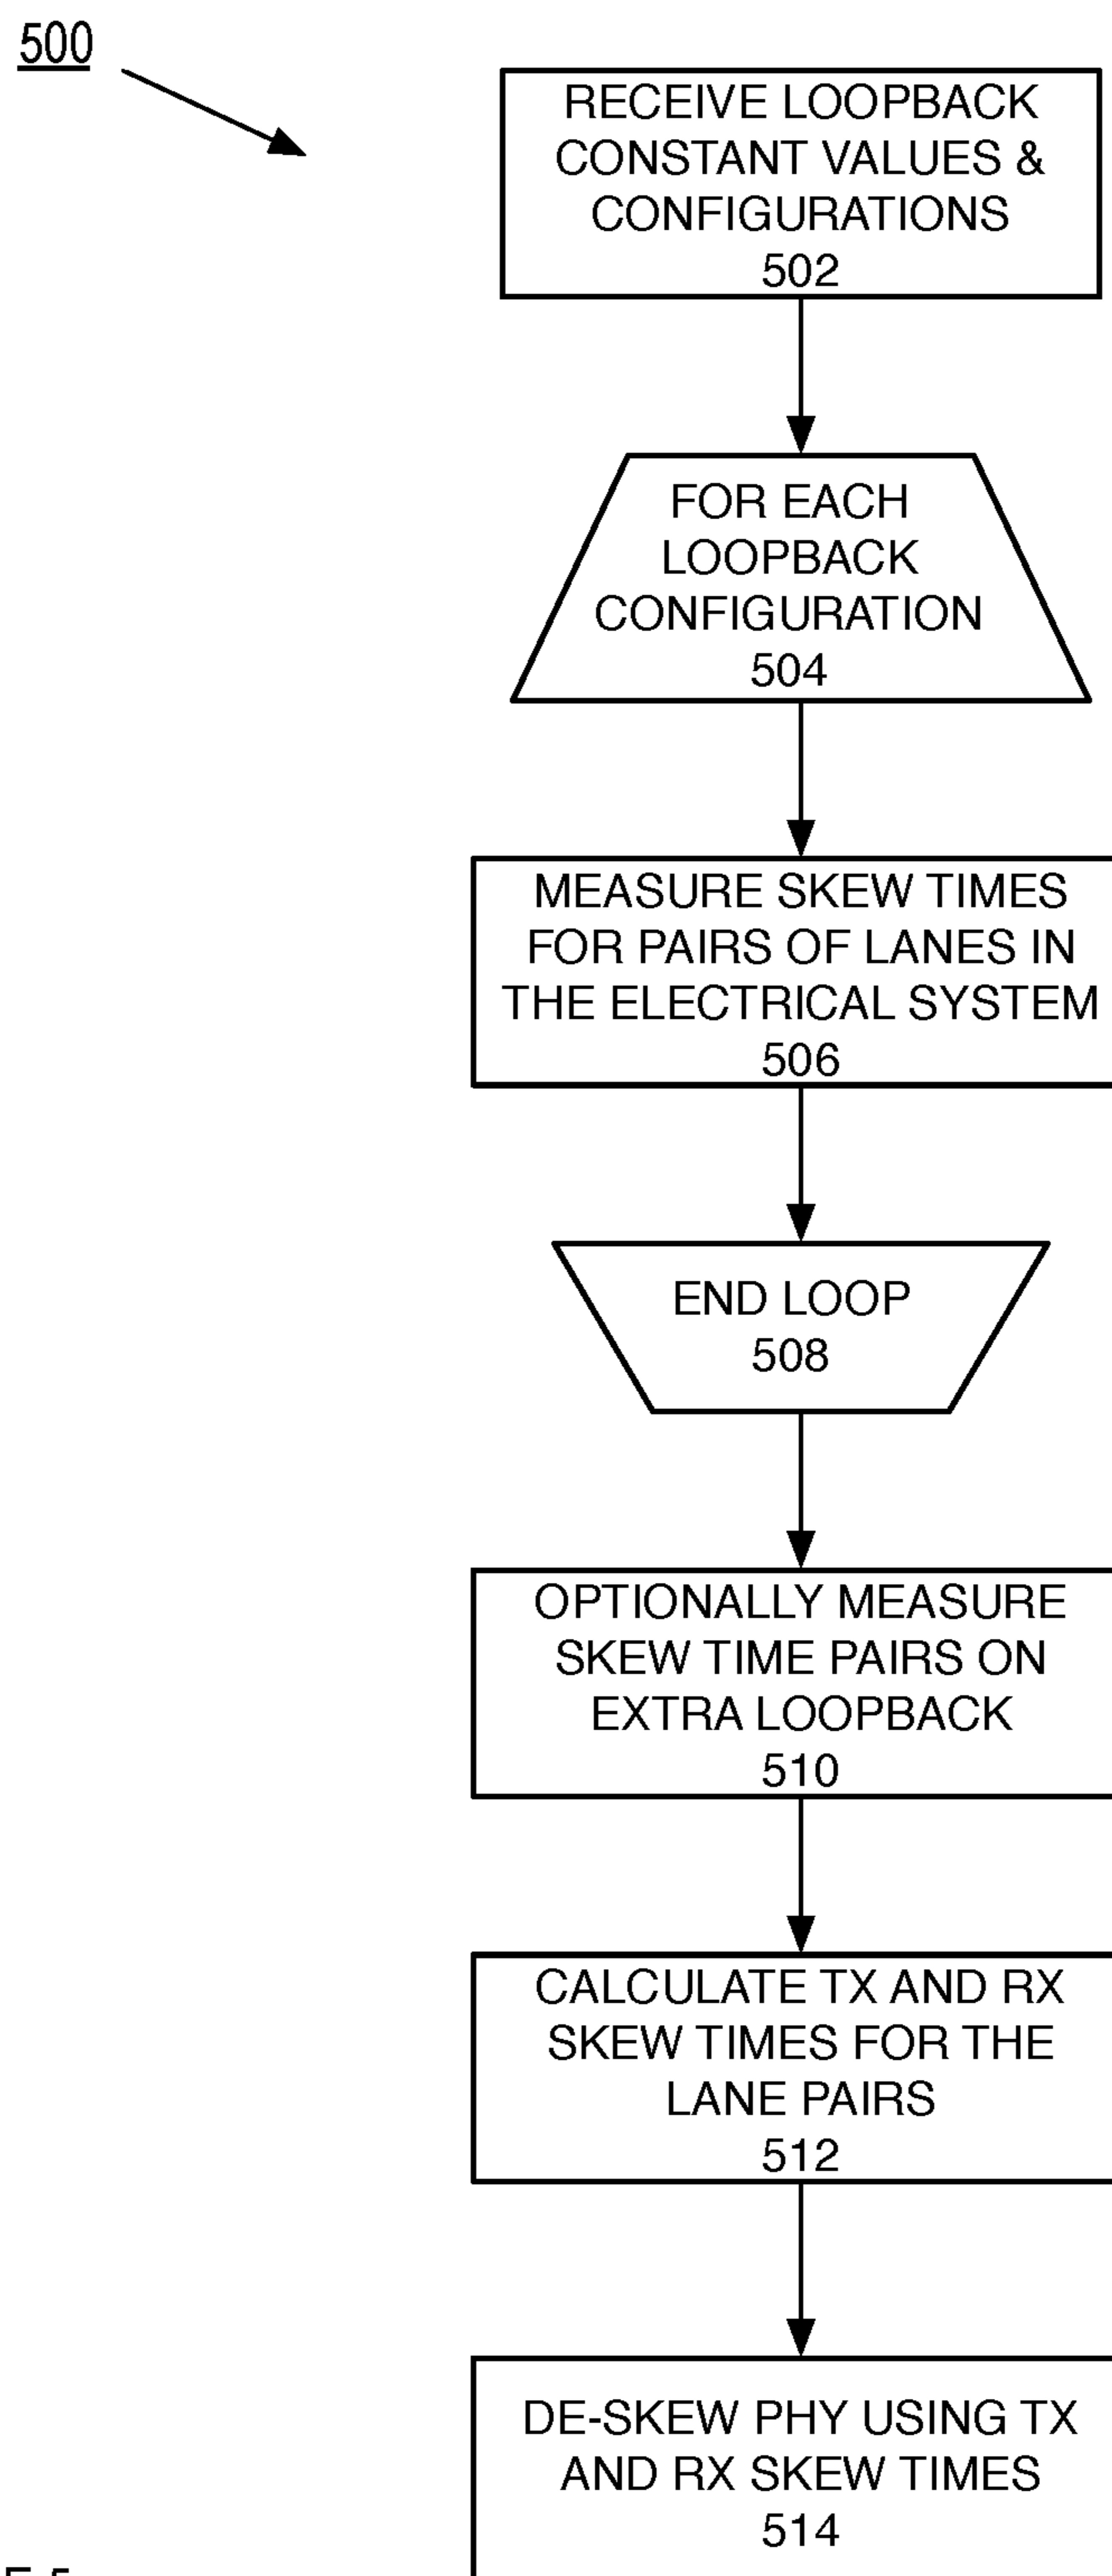 500
RECEIVE LOOPBACK
CONSTANT VALUES &
CONFIGURATIONS
502
FOR EACH
LOOPBACK
CONFIGURATION
504
MEASURE SKEW TIMES
FOR PAIRS OF LANES IN
THE ELECTRICAL SYSTEM
506
END LOOP
508
OPTIONALLY MEASURE
SKEW TIME PAIRS ON
EXTRA LOOPBACK
510
CALCULATE TX AND RX
SKEW TIMES FOR THE
LANE PAIRS
512
DE-SKEW PHY USING TX
AND RX SKEW TIMES
514